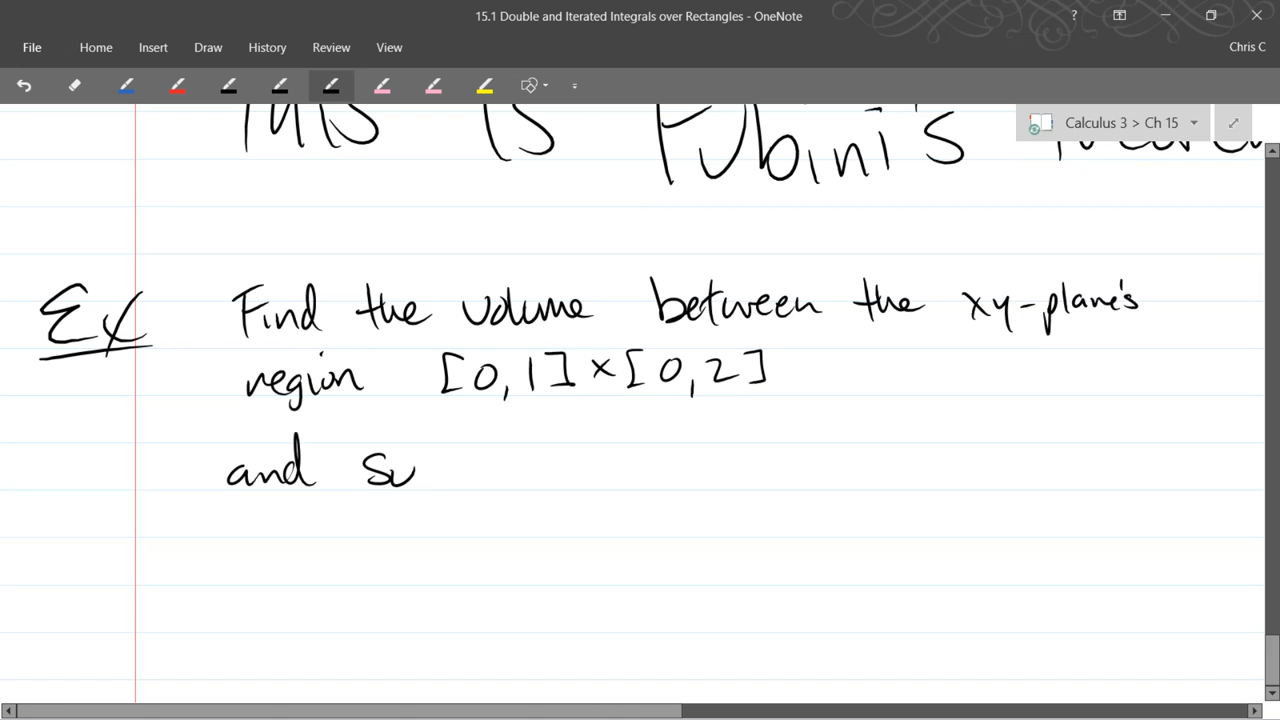 15.1 Double and Iterated Integrals over Rectangles - OneNote
File Home Insert Draw History Review View Chris C
Calculus 3 > Ch 15
This is Fubini's
Ex Find the volume between the xy-plane's
region [0,1]×[0,2]
and su